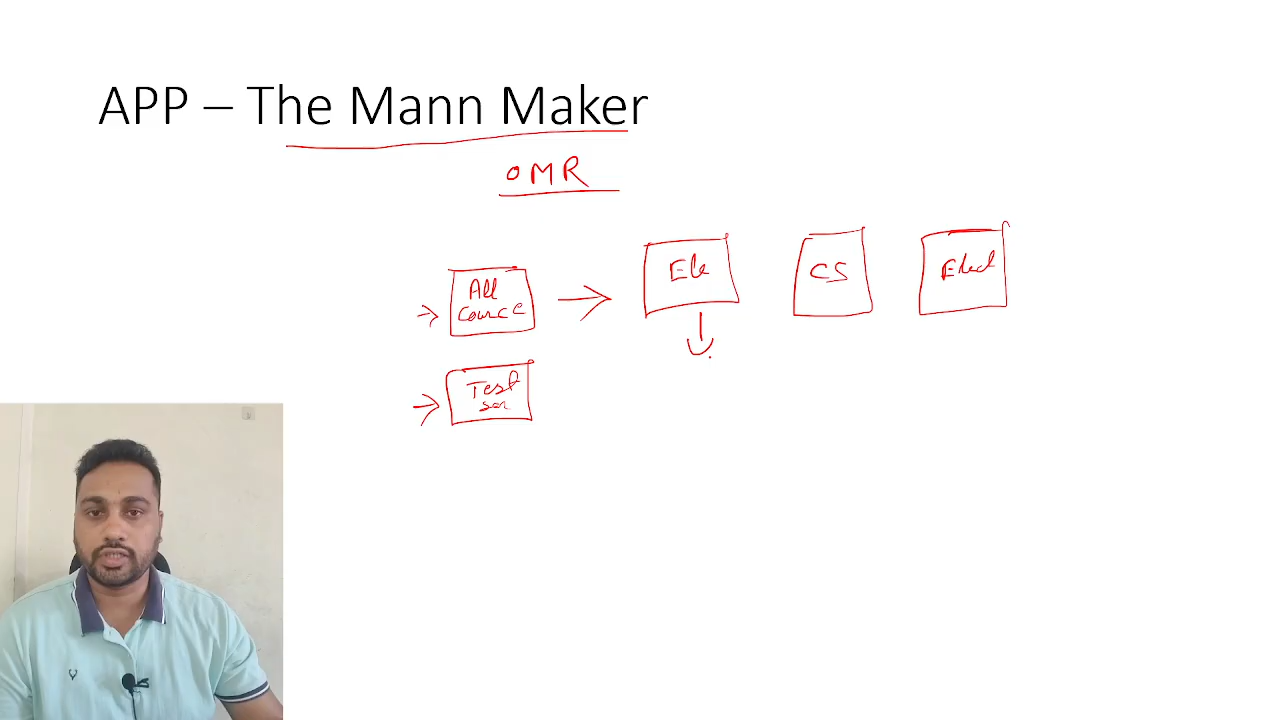 APP – The Mann Maker
OMR
All
Cource
Test
Ele
CS
Elect